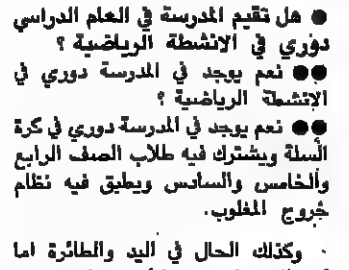 ● هل تقيم المدرسة في العام الدراسي
دوري في الانشطة الرياضية ؟
●● نعم يوجد في المدرسة دوري في
الانشطة الرياضية ؟
●● نعم يوجد في المدرسة دوري في كرة
السلة ويشترك فيه طلاب الصف الرابع
والخامس والسادس ويطبق فيه نظام
خروج المغلوب.
وكذلك الحال في اليد والطائرة اما